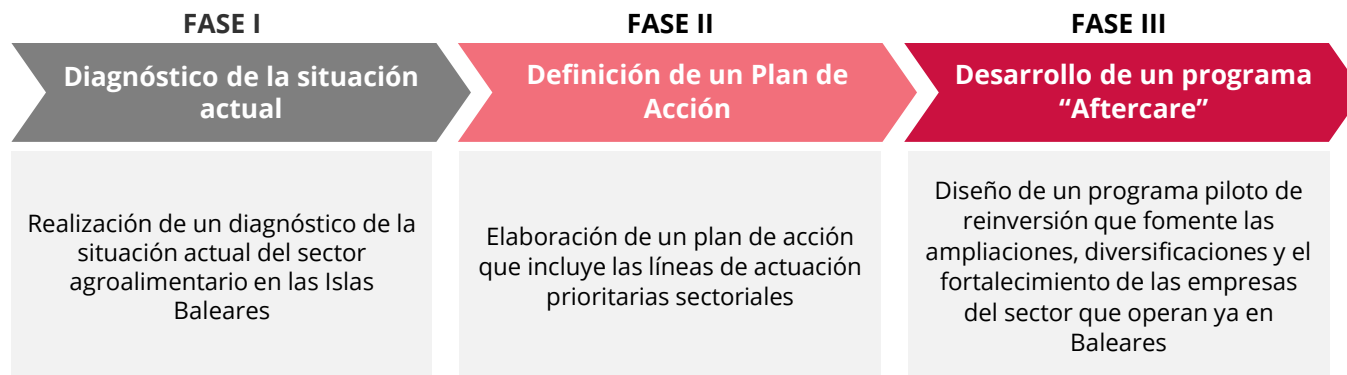 FASE I
Diagnóstico de la situación
actual
Realización de un diagnóstico de la
situación actual del sector
agroalimentario en las Islas
Baleares
FASE II
Definición de un Plan de
Acción
Elaboración de un plan de acción
que incluye las líneas de actuación
prioritarias sectoriales
FASE III
Desarrollo de un programa
“Aftercare”
Diseño de un programa piloto de
reinversión que fomente las
ampliaciones, diversificaciones y el
fortalecimiento de las empresas
del sector que operan ya en
Baleares